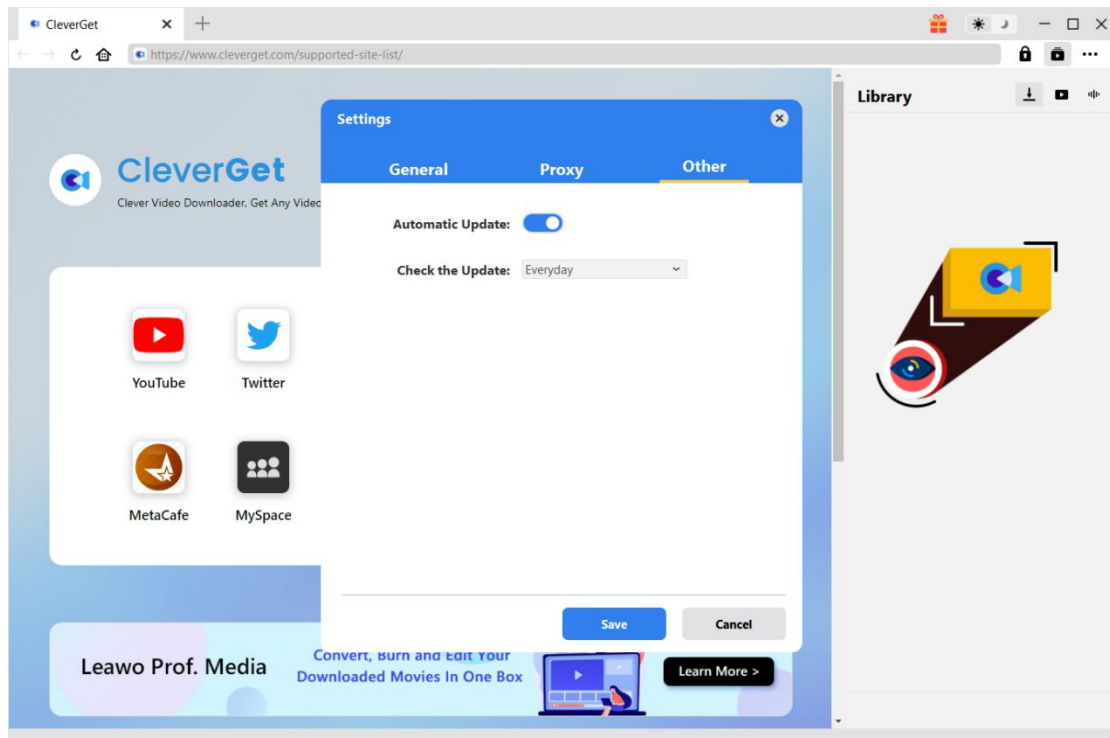 CleverGet
https://www.cleverget.com/supported-site-list/
Library
Settings
General Proxy Other
CleverGet
Clever Video Downloader, Get Any
Automatic Update:
Check the Update: Everyday
YouTube Twitter
MetaCafe MySpace
Save Cancel
Leawo Prof. Media
Convert, Burn and Edit Your
Downloaded Movies In One Box
Learn More >